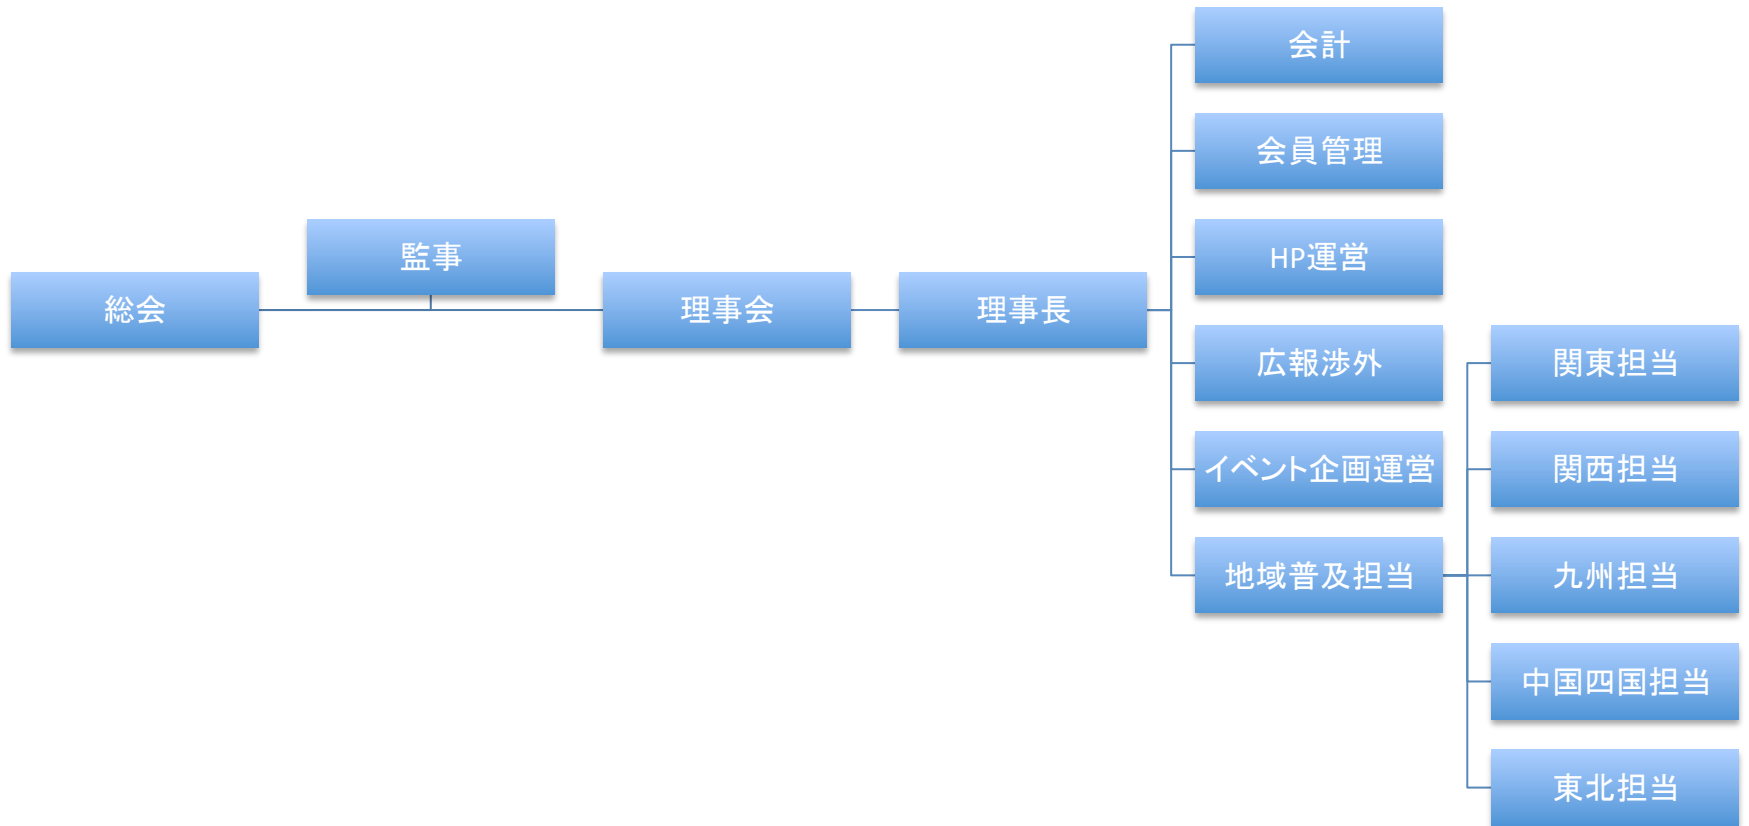 総会
監事
理事会
理事長
会計
会員管理
HP運営
広報渉外
イベント企画運営
地域普及担当
関東担当
関西担当
九州担当
中国四国担当
東北担当